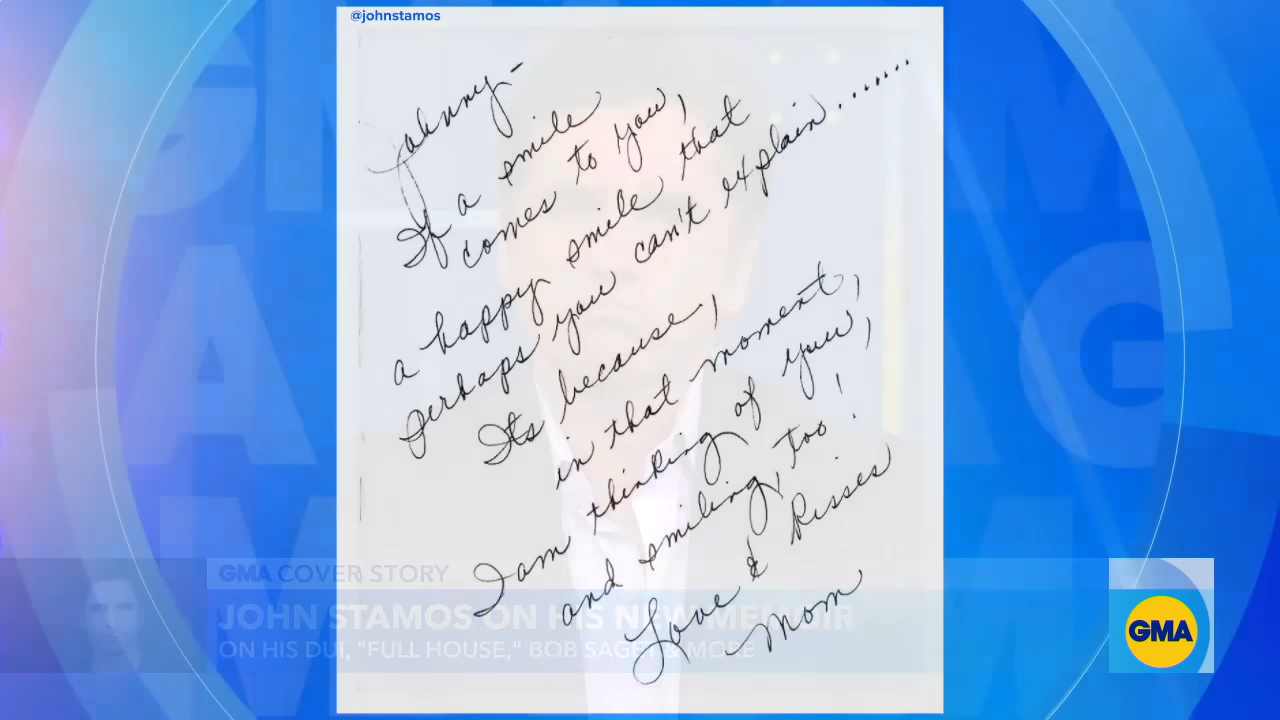 @johnstamos
Johnny-
If a smile
comes to you,
a happy smile that
perhaps you can't explain........
Its because,
in that moment,
I am thinking of you,
and smiling, too!
Love & Kisses
Mom
GMA COVER STORY
JOHN STAMOS ON HIS NEW MEMOIR
ON HIS DUI, "FULL HOUSE," BOB SAGET & MORE
GMA